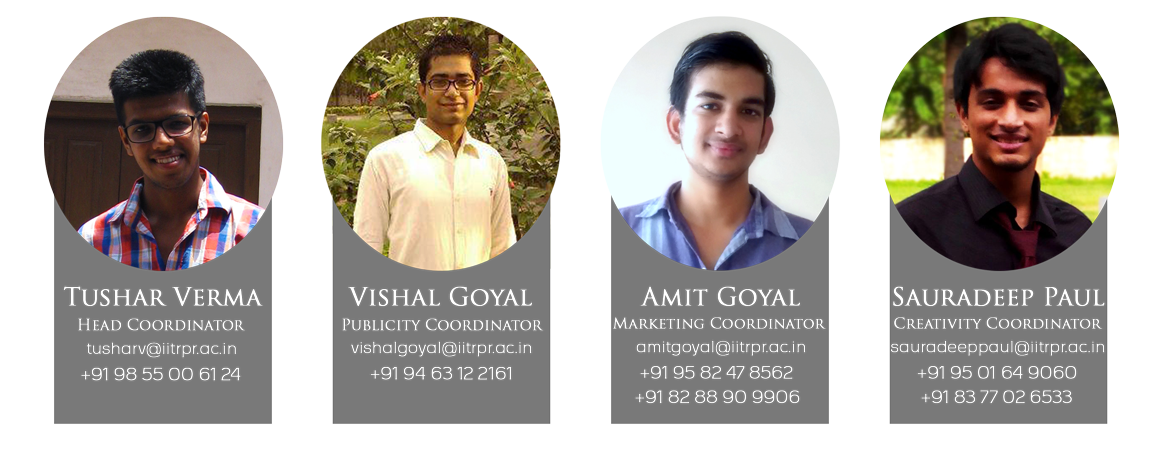 TUSHAR VERMA
HEAD COORDINATOR
tusharv@iitrpr.ac.in
+91 98 55 00 61 24
VISHAL GOYAL
PUBLICITY COORDINATOR
vishalgoyal@iitrpr.ac.in
+91 94 63 12 2161
AMIT GOYAL
MARKETING COORDINATOR
amitgoyal@iitrpr.ac.in
+91 95 82 47 8562
+91 82 88 90 9906
SAURADEEP PAUL
CREATIVITY COORDINATOR
sauradeeppaul@iitrpr.ac.in
+91 95 01 64 9060
+91 83 77 02 6533